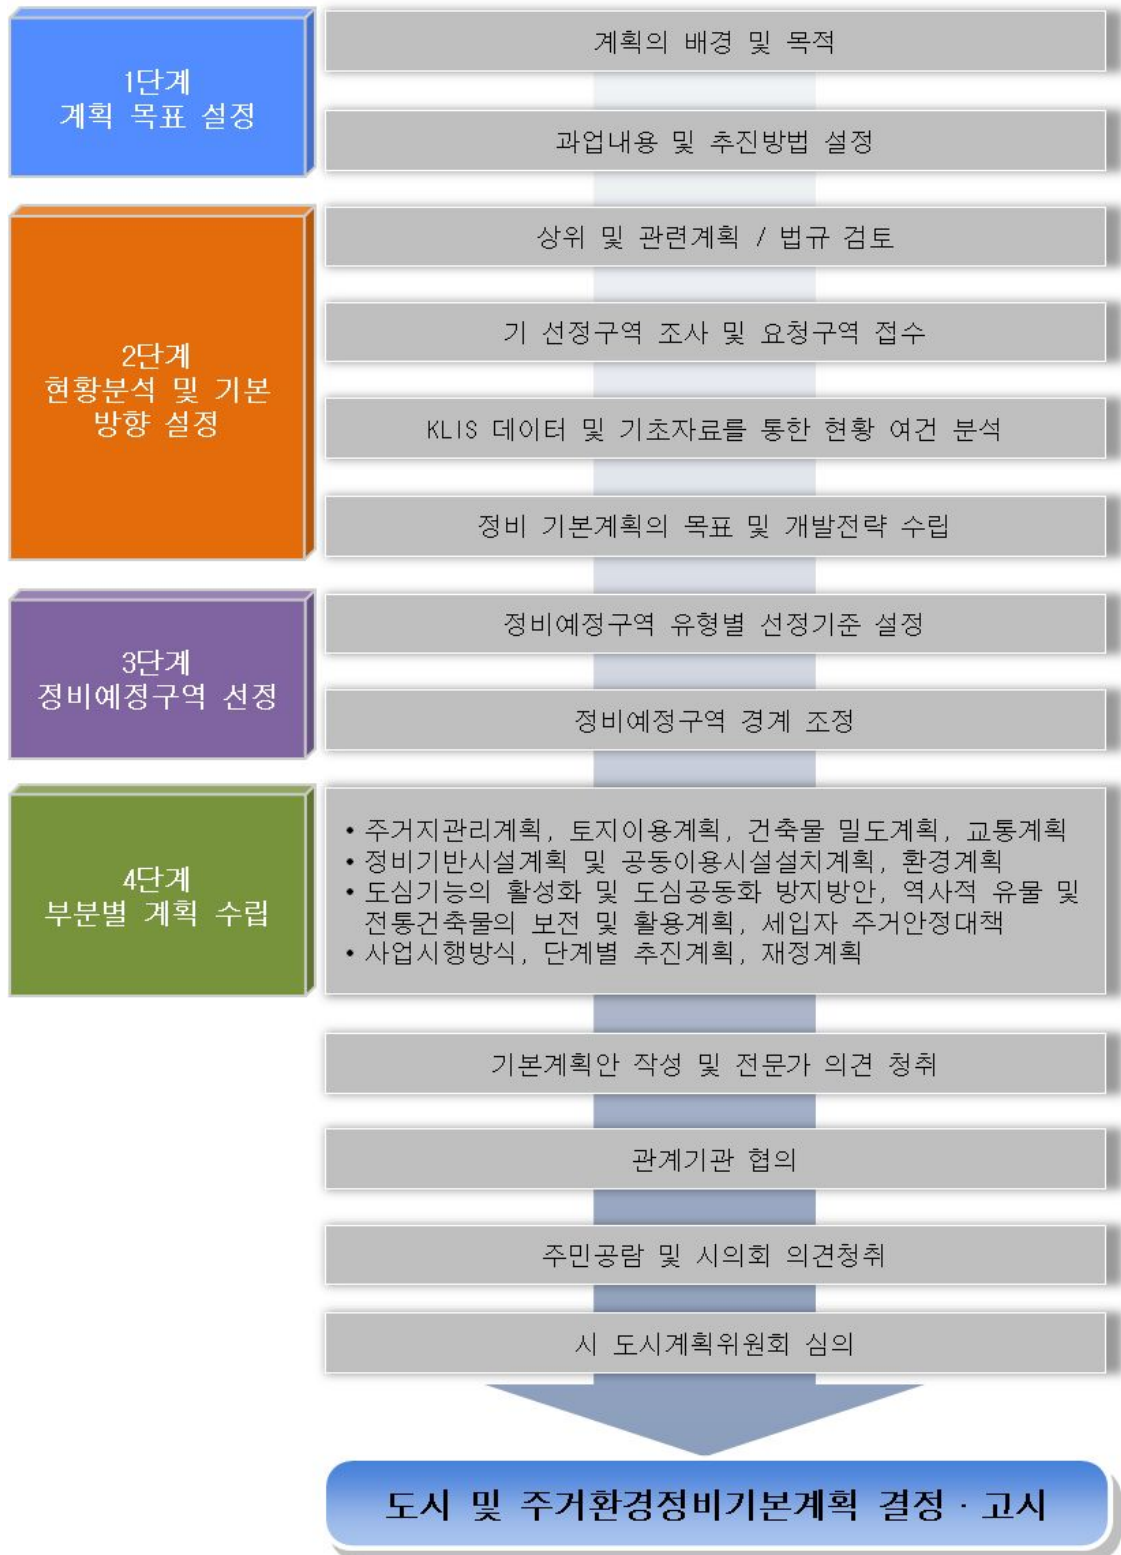 1단계
계획 목표 설정
계획의 배경 및 목적
과업내용 및 추진방법 설정
2단계
현황분석 및 기본
방향 설정
상위 및 관련계획 / 법규 검토
기 선정구역 조사 및 요청구역 접수
KLIS 데이터 및 기초자료를 통한 현황 여건 분석
정비 기본계획의 목표 및 개발전략 수립
3단계
정비예정구역 선정
정비예정구역 유형별 선정기준 설정
정비예정구역 경계 조정
4단계
부분별 계획 수립
• 주거지관리계획, 토지이용계획, 건축물 밀도계획, 교통계획
• 정비기반시설계획 및 공동이용시설설치계획, 환경계획
• 도심기능의 활성화 및 도심공동화 방지방안, 역사적 유물 및
전통건축물의 보전 및 활용계획, 세입자 주거안정대책
• 사업시행방식, 단계별 추진계획, 재정계획
기본계획안 작성 및 전문가 의견 청취
관계기관 협의
주민공람 및 시의회 의견청취
시 도시계획위원회 심의
도시 및 주거환경정비기본계획 결정 · 고시